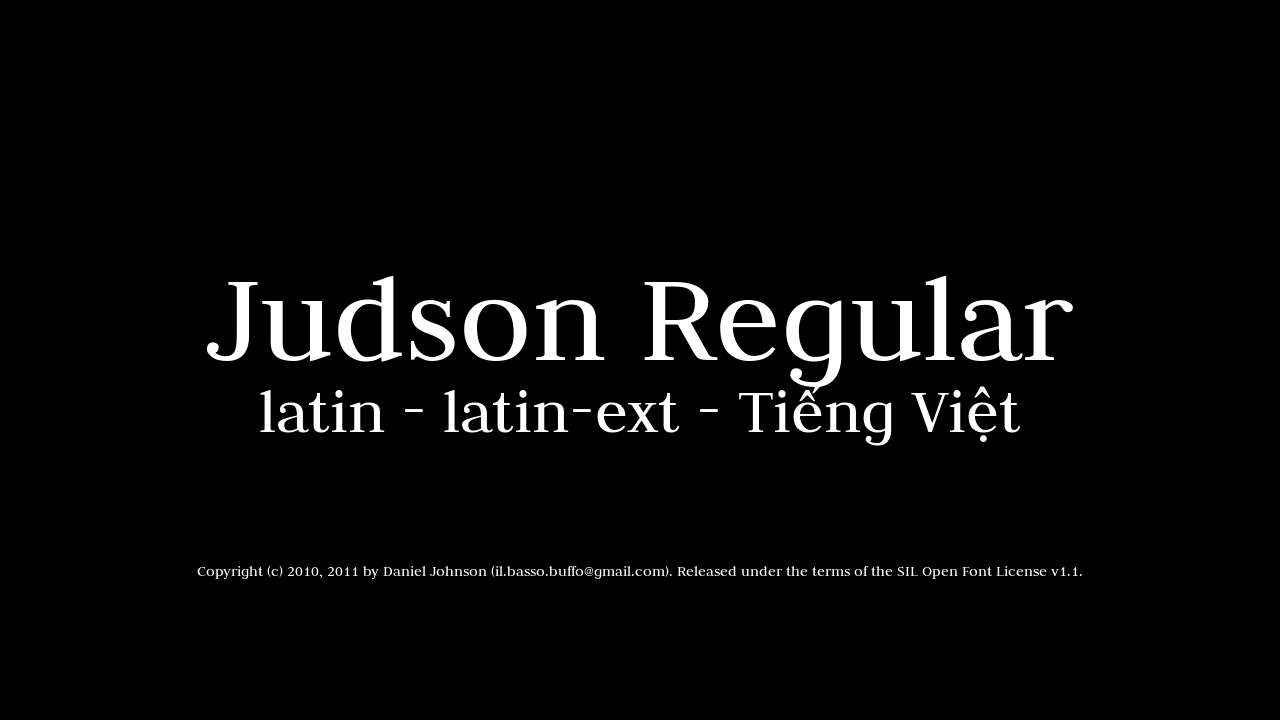 Judson Regular
latin - latin-ext - Tiếng Việt
Copyright (c) 2010, 2011 by Daniel Johnson (il.basso.buffo@gmail.com). Released under the terms of the SIL Open Font License v1.1.